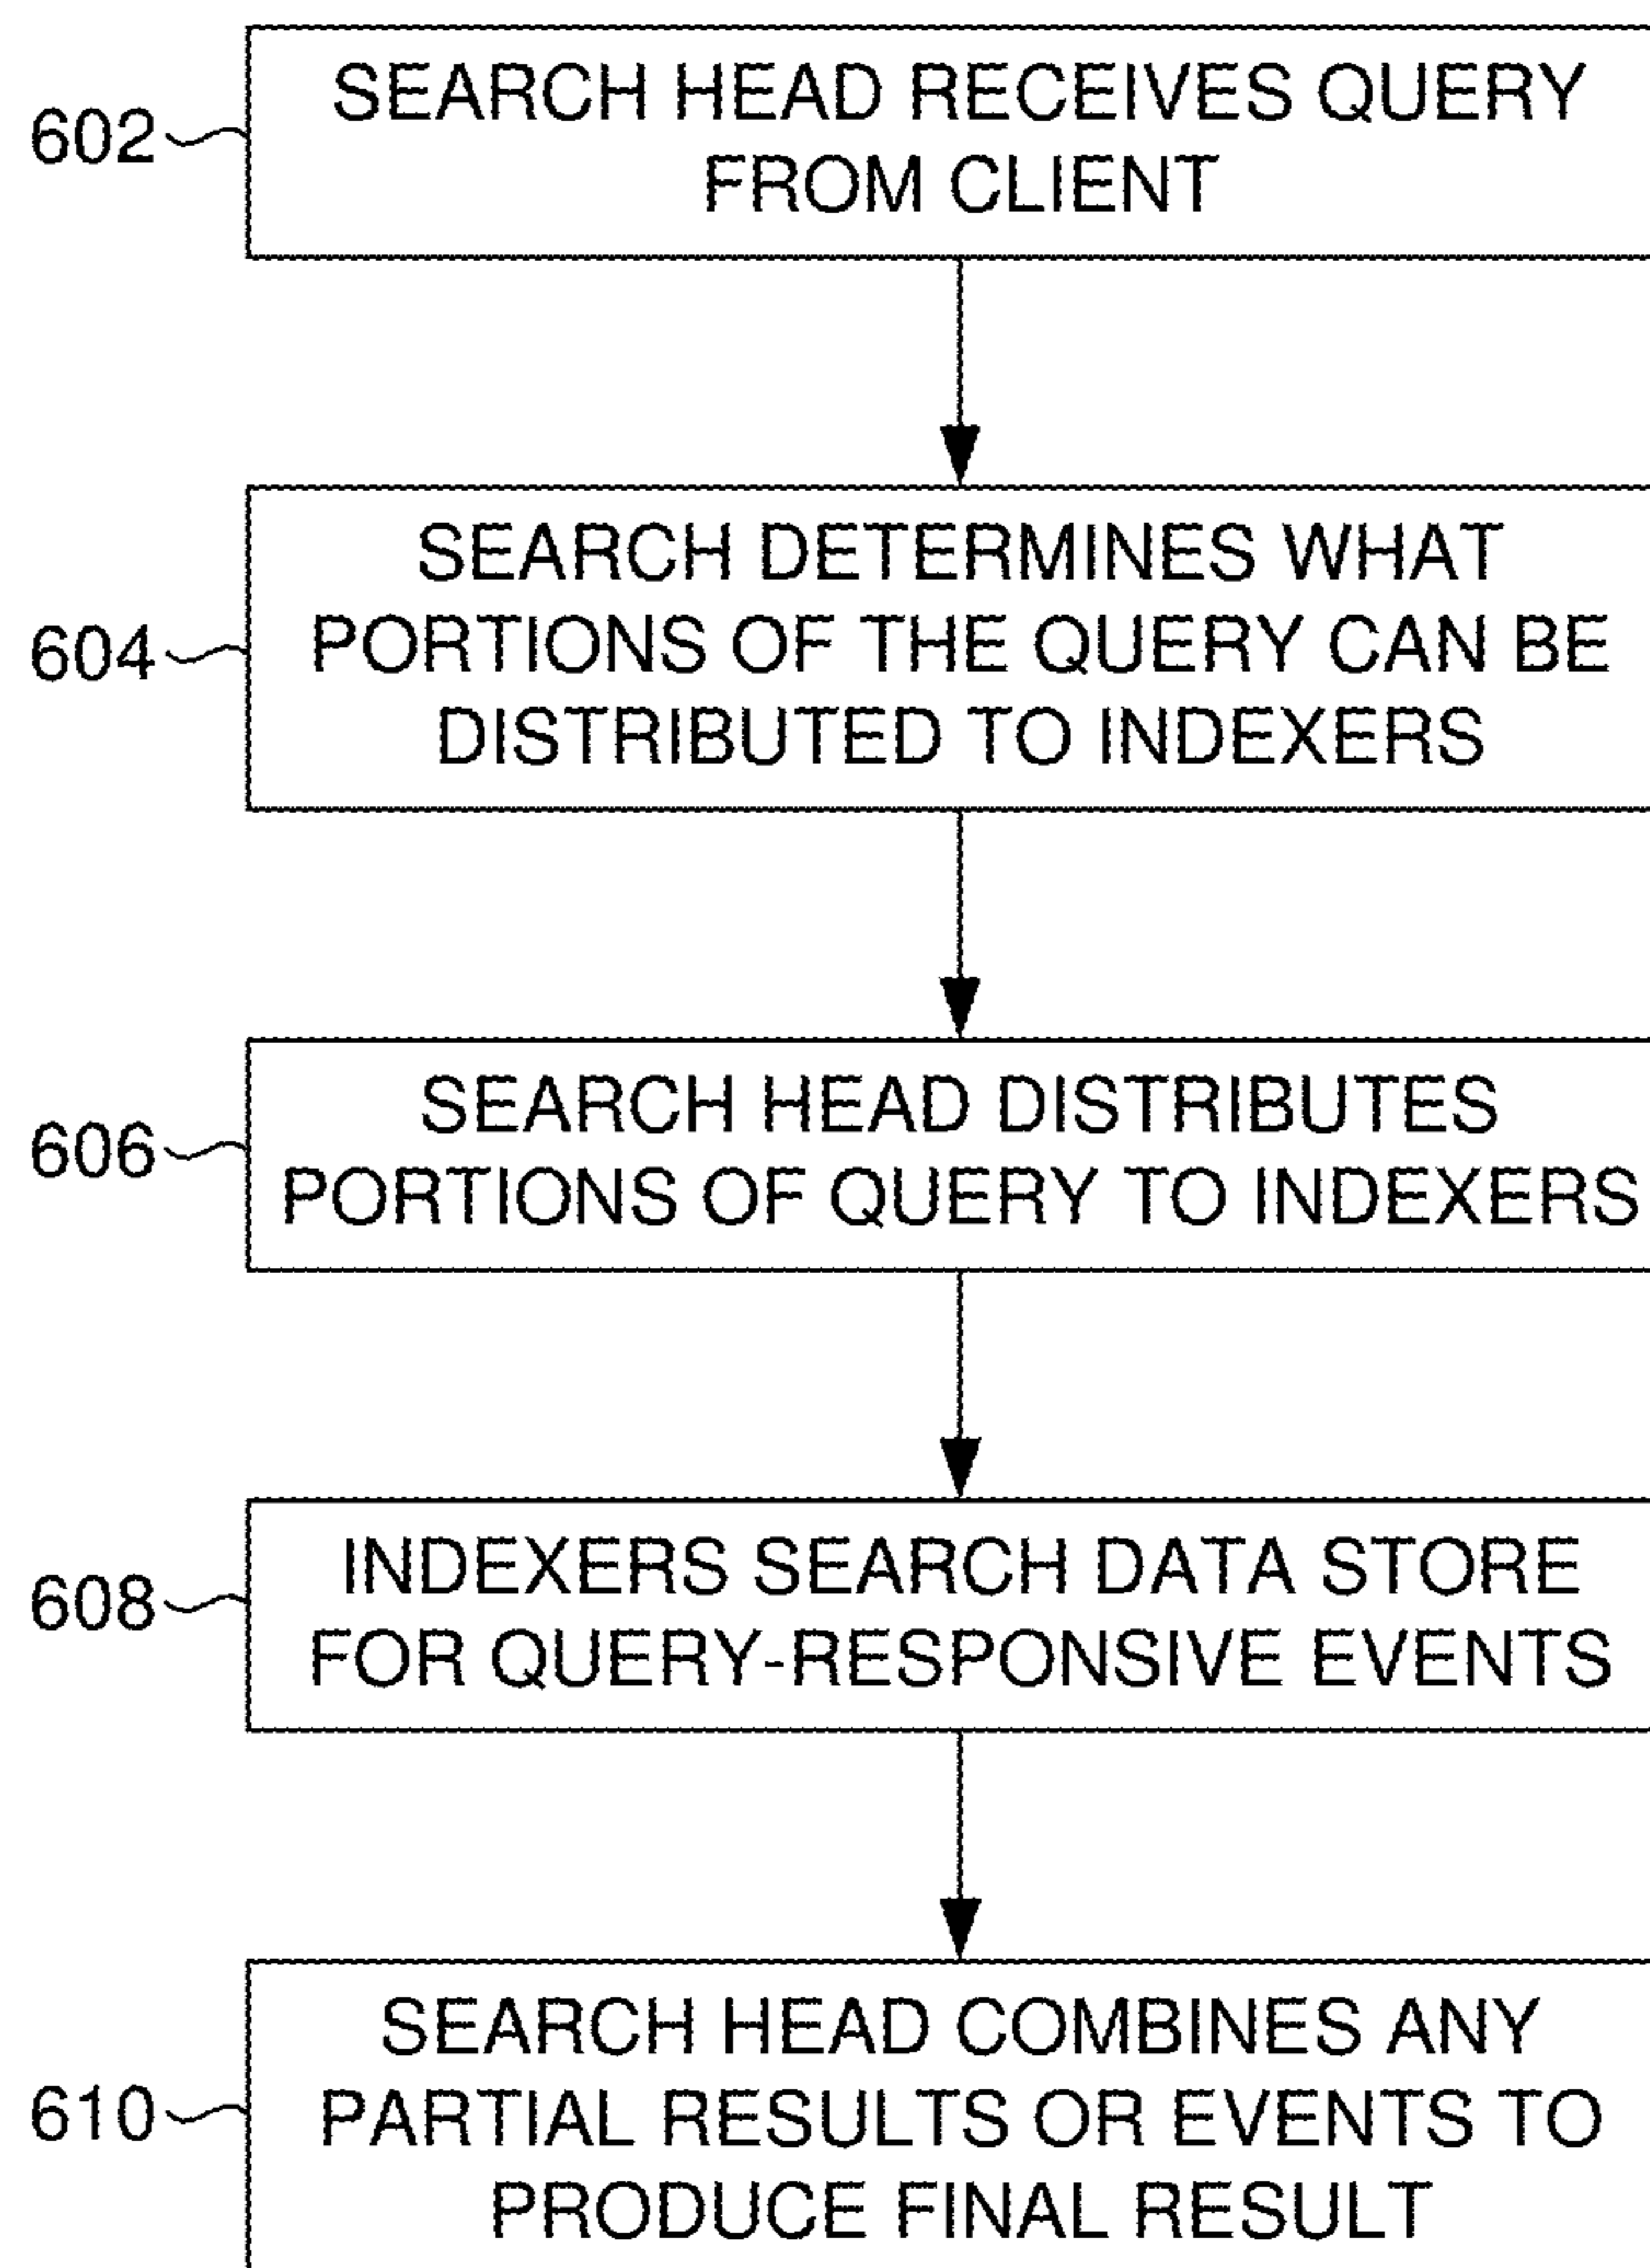 602
SEARCH HEAD RECEIVES QUERY
FROM CLIENT
604
SEARCH DETERMINES WHAT
PORTIONS OF THE QUERY CAN BE
DISTRIBUTED TO INDEXERS
606
SEARCH HEAD DISTRIBUTES
PORTIONS OF QUERY TO INDEXERS
608
INDEXERS SEARCH DATA STORE
FOR QUERY-RESPONSIVE EVENTS
610
SEARCH HEAD COMBINES ANY
PARTIAL RESULTS OR EVENTS TO
PRODUCE FINAL RESULT